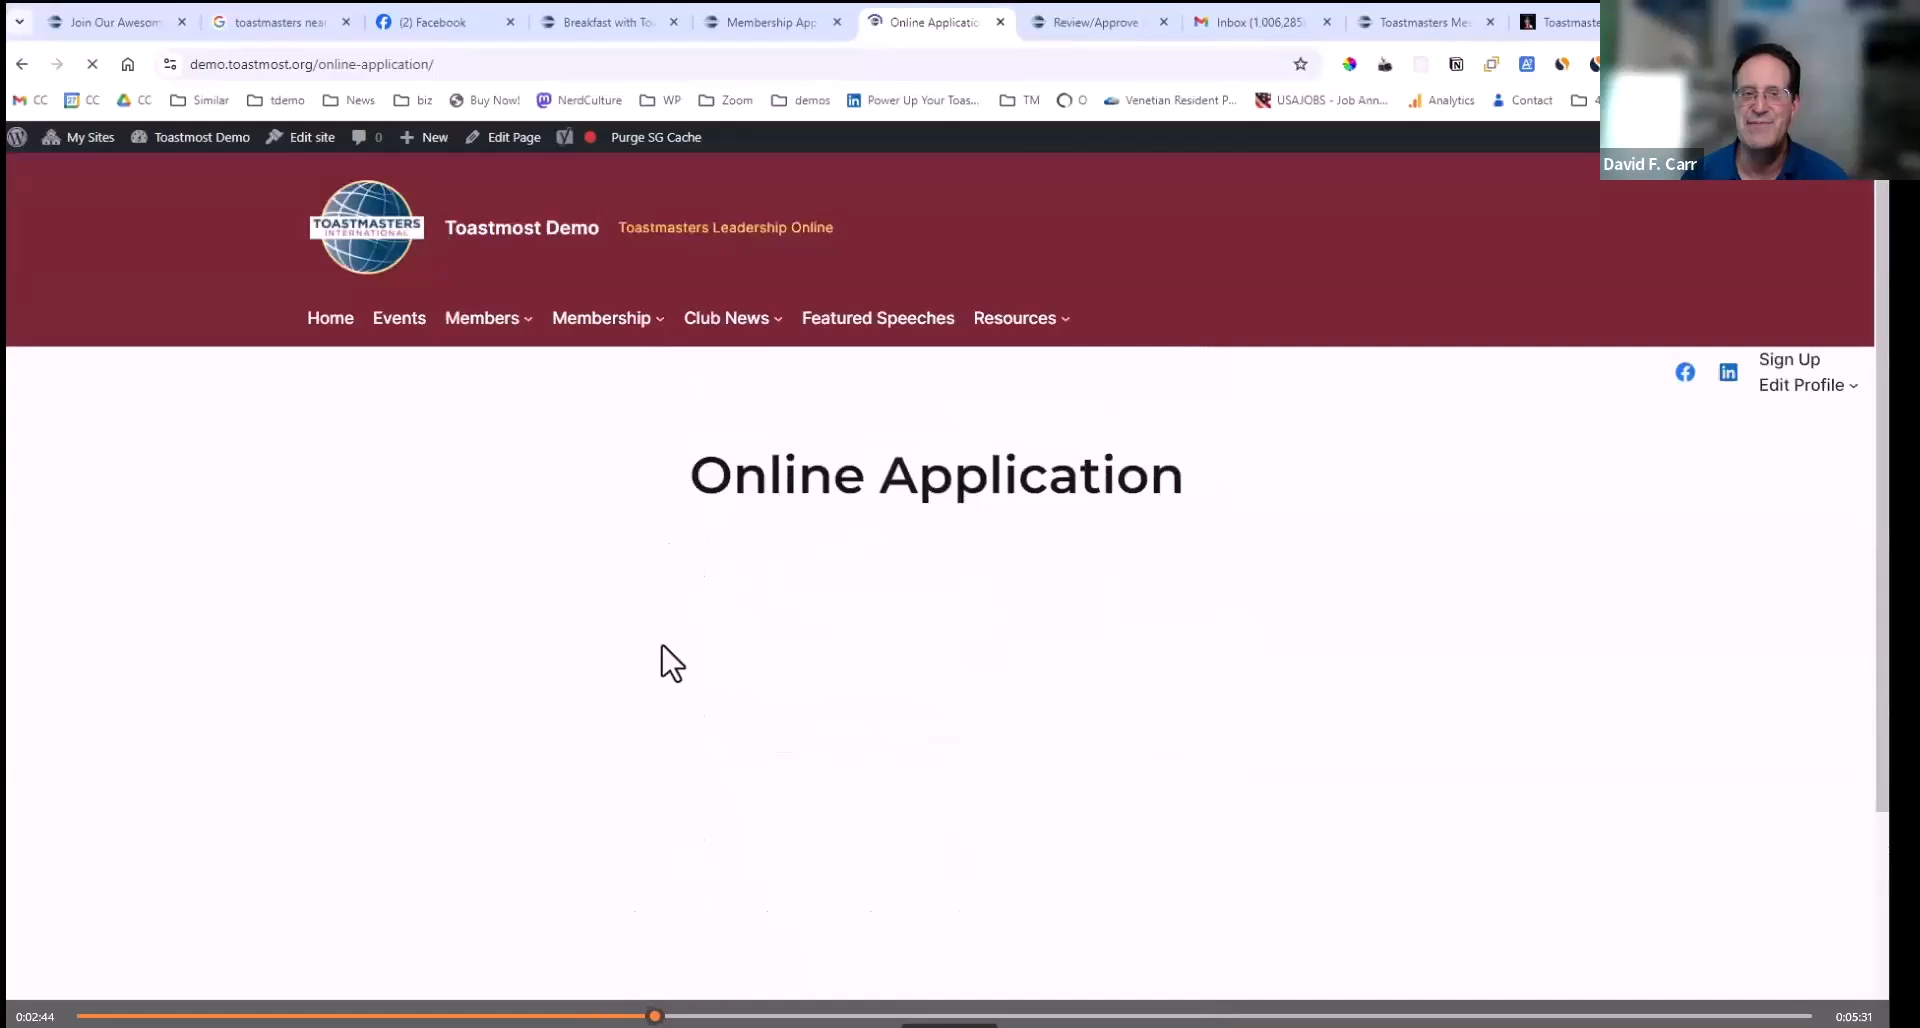 Join Our Awesom
toastmasters nea
(2) Facebook
Breakfast with To
Membership App
Online Applicatio
Review/Approve
Inbox (1,006,285
Toastmasters Me
Toastmaste
demo.toastmost.org/online-application/
CC
CC
CC
Similar
tdemo
News
biz
Buy Now!
NerdCulture
WP
Zoom
demos
Power Up Your Toas...
TM
O
Venetian Resident P...
USAJOBS - Job Ann...
Analytics
Contact
4
David F. Carr
My Sites
Toastmost Demo
Edit site
0
New
Edit Page
Purge SG Cache
TOASTMASTERS
INTERNATIONAL
Toastmost Demo
Toastmasters Leadership Online
Home
Events
Members
Membership
Club News
Featured Speeches
Resources
Sign Up
Edit Profile
Online Application
0:02:44
0:05:31